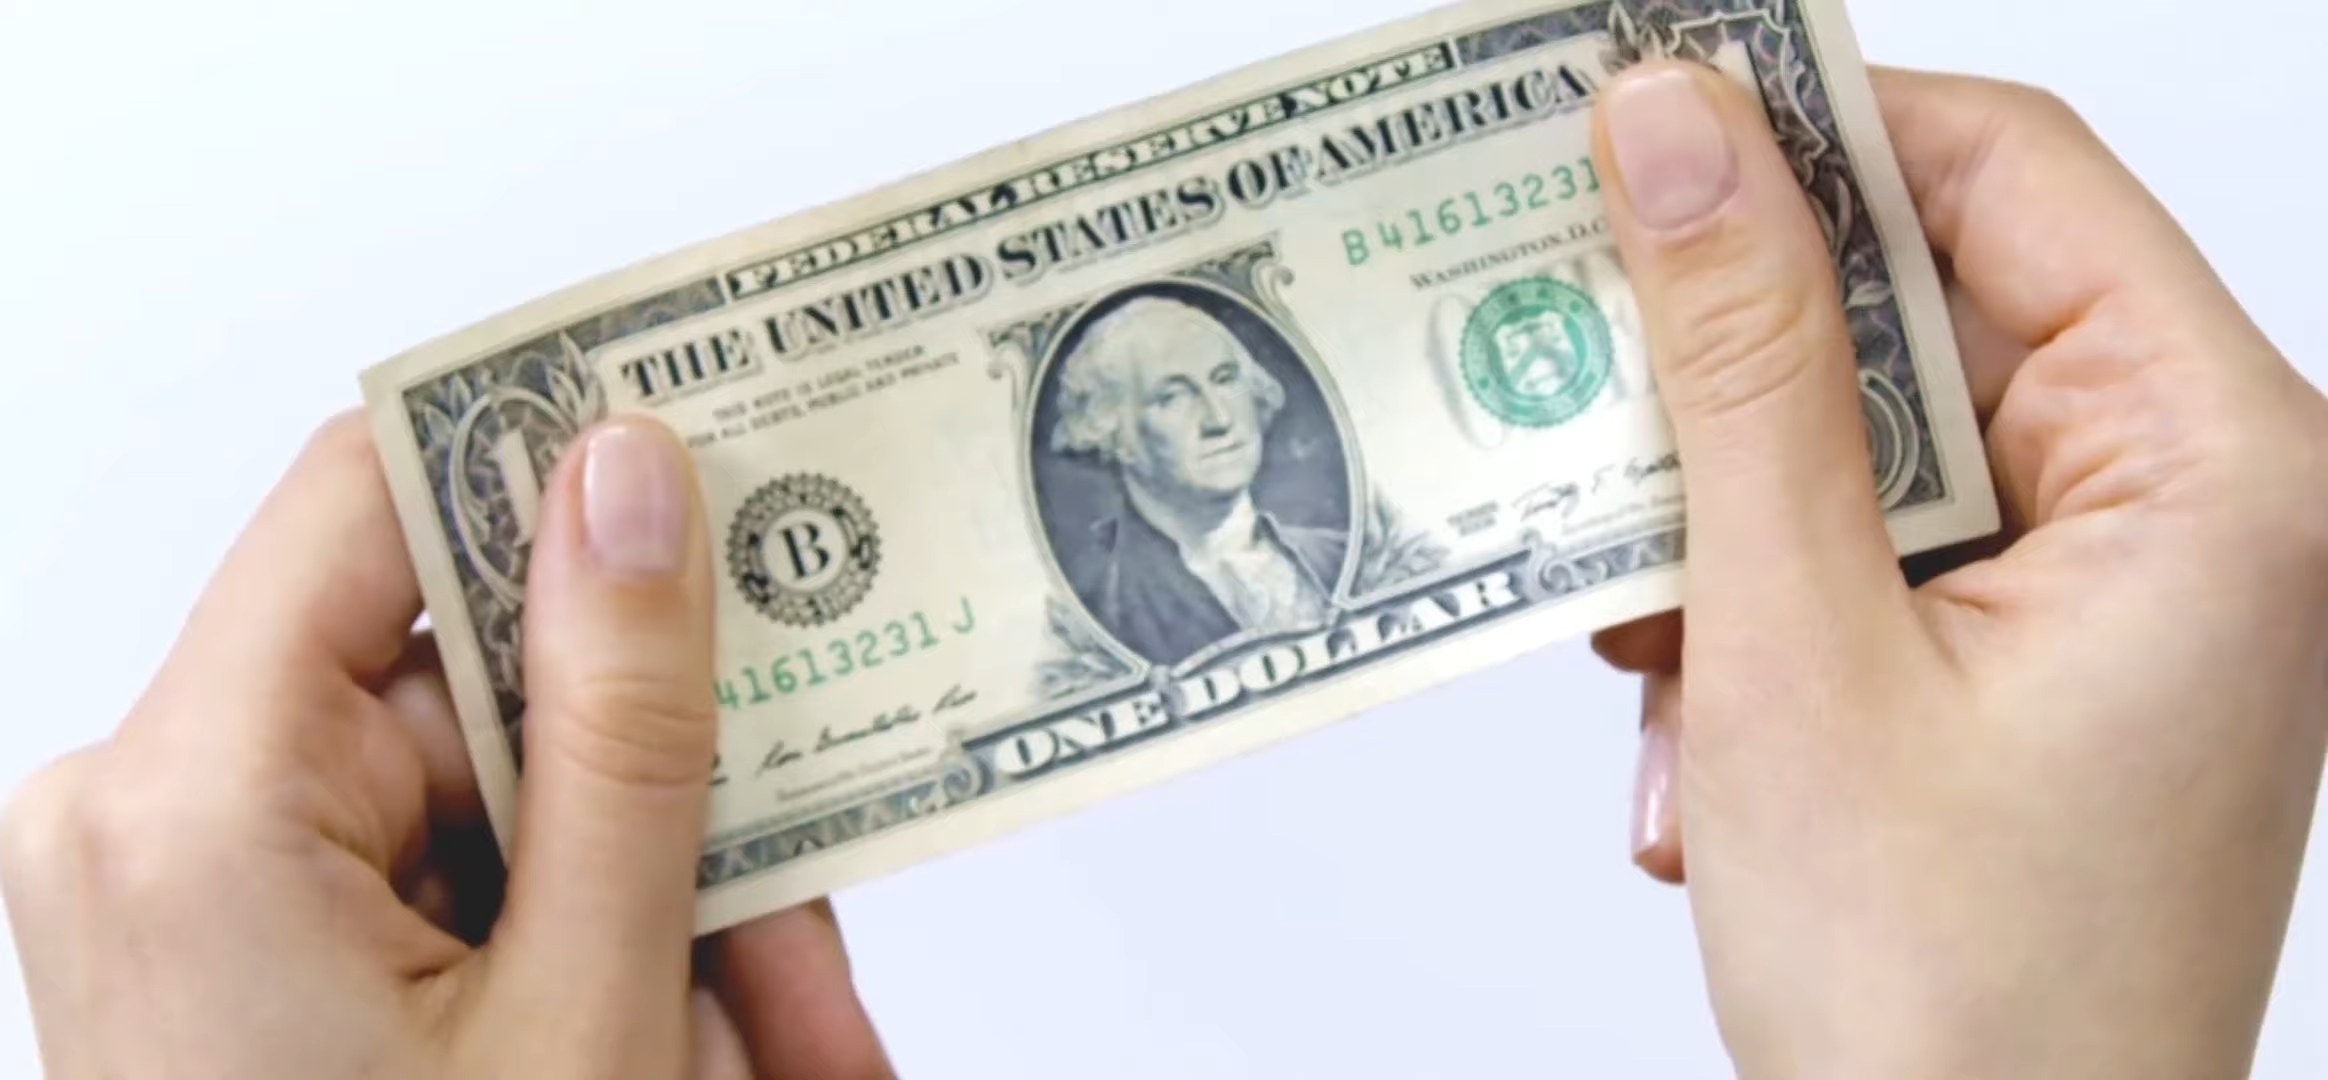 FEDERAL RESERVE NOTE
THE UNITED STATES OF AMERICA
THIS NOTE IS LEGAL TENDER
FOR ALL DEBTS, PUBLIC AND PRIVATE
B 41613231
WASHINGTON, D.C.
B
41613231 J
ONE DOLLAR